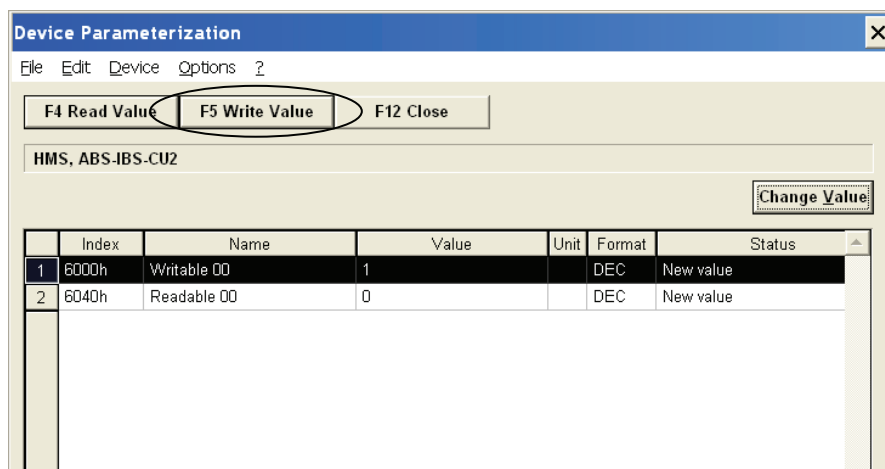 Device Parameterization
File Edit Device Options ?
F4 Read Value F5 Write Value F12 Close
HMS, ABS-IBS-CU2
Change Value
Index Name Value Unit Format Status
1 6000h Writable 00 1 DEC New value
2 6040h Readable 00 0 DEC New value